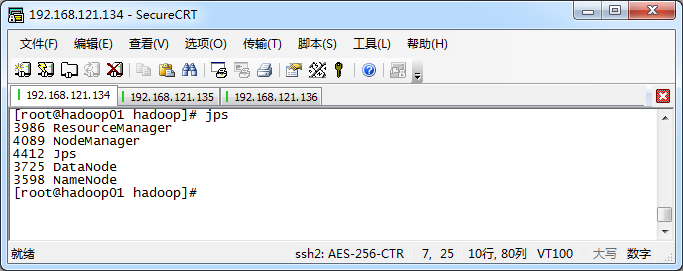 192.168.121.134 - SecureCRT
文件(F) 编辑(E) 查看(V) 选项(O) 传输(T) 脚本(S) 工具(L) 帮助(H)
192.168.121.134 192.168.121.135 192.168.121.136
[root@hadoop01 hadoop]# jps
3986 ResourceManager
4089 NodeManager
4412 Jps
3725 DataNode
3598 NameNode
[root@hadoop01 hadoop]#
就绪 ssh2: AES-256-CTR 7, 25 10行, 80列 VT100 大写 数字